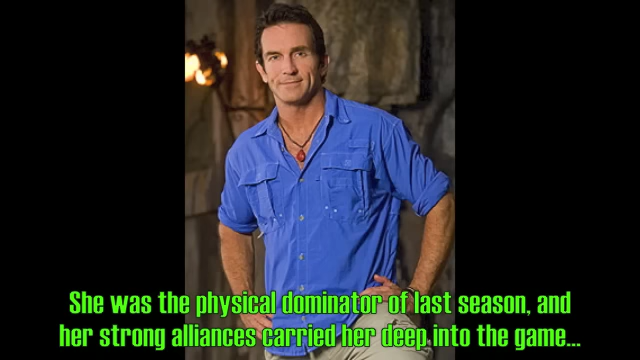 She was the physical dominator of last season, and
her strong alliances carried her deep into the game...